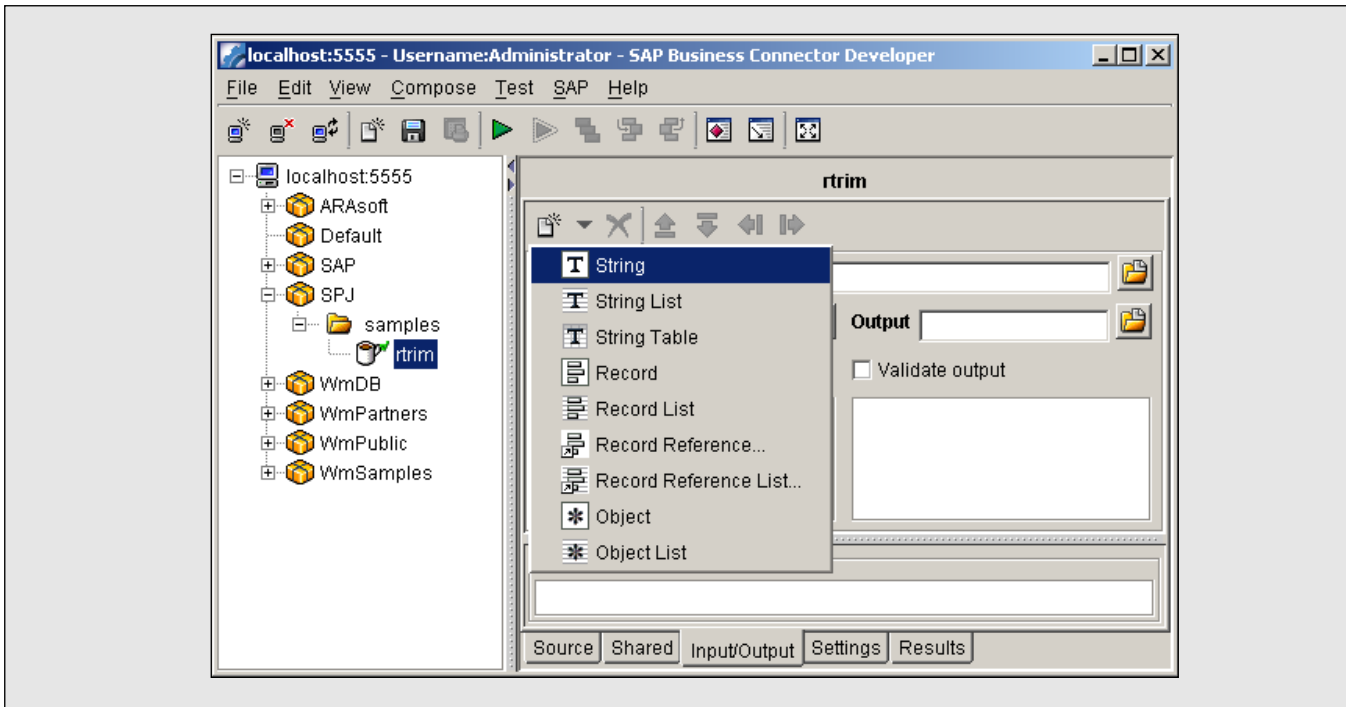 localhost:5555 - Username:Administrator - SAP Business Connector Developer
File Edit View Compose Test SAP Help
localhost:5555
ARAsoft
Default
SAP
SPJ
samples
rtrim
WmDB
WmPartners
WmPublic
WmSamples
rtrim
String
String List
String Table
Record
Record List
Record Reference...
Record Reference List...
Object
Object List
Output
Validate output
Source Shared Input/Output Settings Results